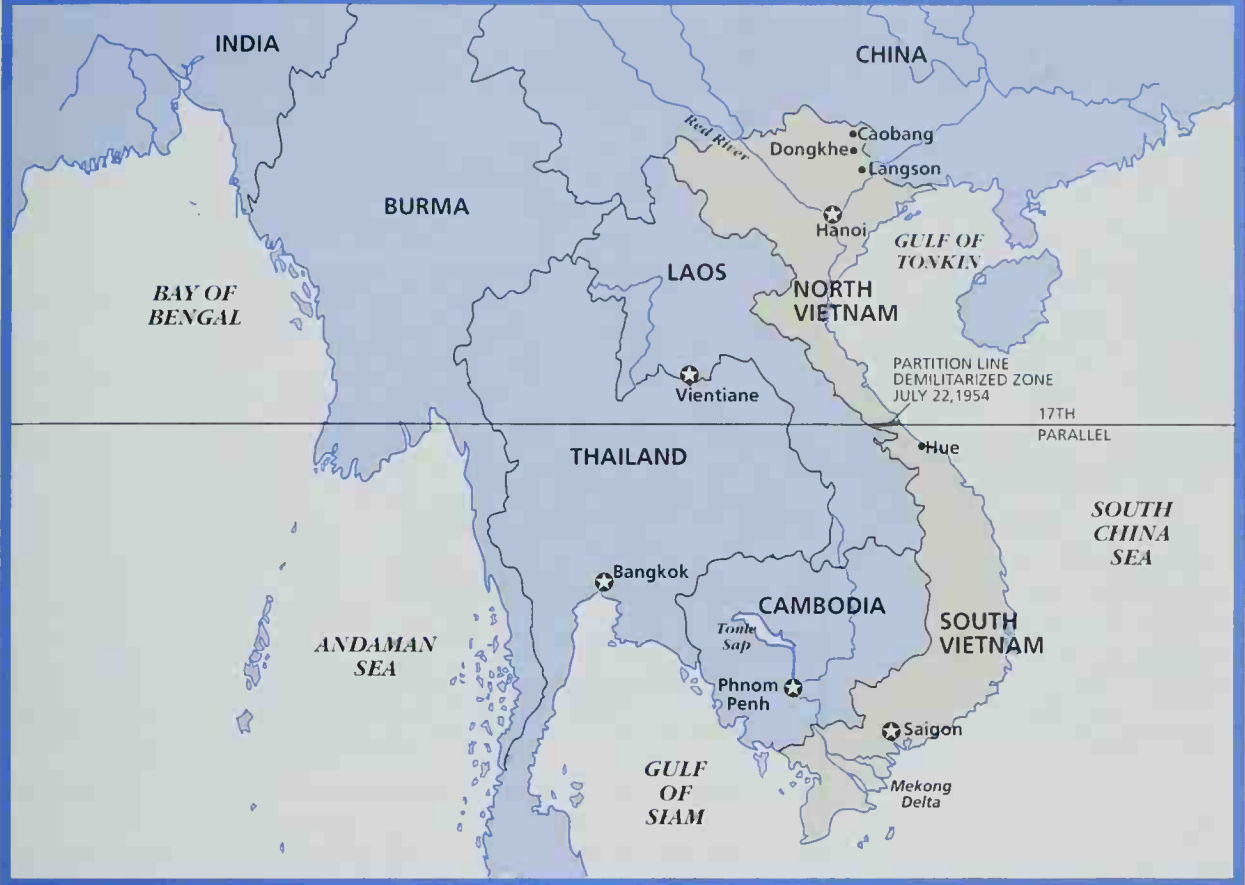 INDIA
CHINA
Red River
Caobang
Dongkhe
Langson
BURMA
Hanoi
GULF OF
TONKIN
LAOS
BAY OF
BENGAL
NORTH
VIETNAM
PARTITION LINE
DEMILITARIZED ZONE
JULY 22, 1954
Vientiane
17TH
PARALLEL
Hue
THAILAND
SOUTH
CHINA
SEA
Bangkok
CAMBODIA
Tonle
Sap
SOUTH
VIETNAM
ANDAMAN
SEA
Phnom
Penh
Saigon
GULF
OF
SIAM
Mekong
Delta